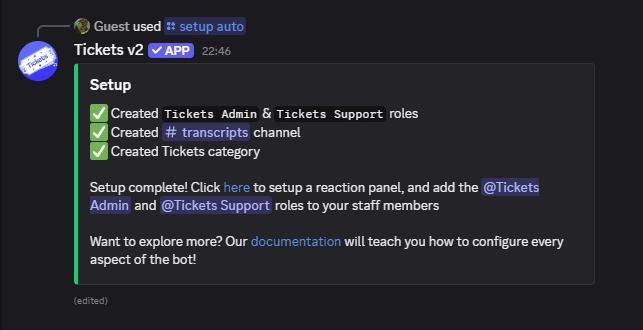 Guest used setup auto
Tickets
Tickets v2 ✓ APP 22:46
Setup
✅ Created Tickets Admin & Tickets Support roles
✅ Created # transcripts channel
✅ Created Tickets category
Setup complete! Click here to setup a reaction panel, and add the @Tickets
Admin and @Tickets Support roles to your staff members
Want to explore more? Our documentation will teach you how to configure every
aspect of the bot!
(edited)